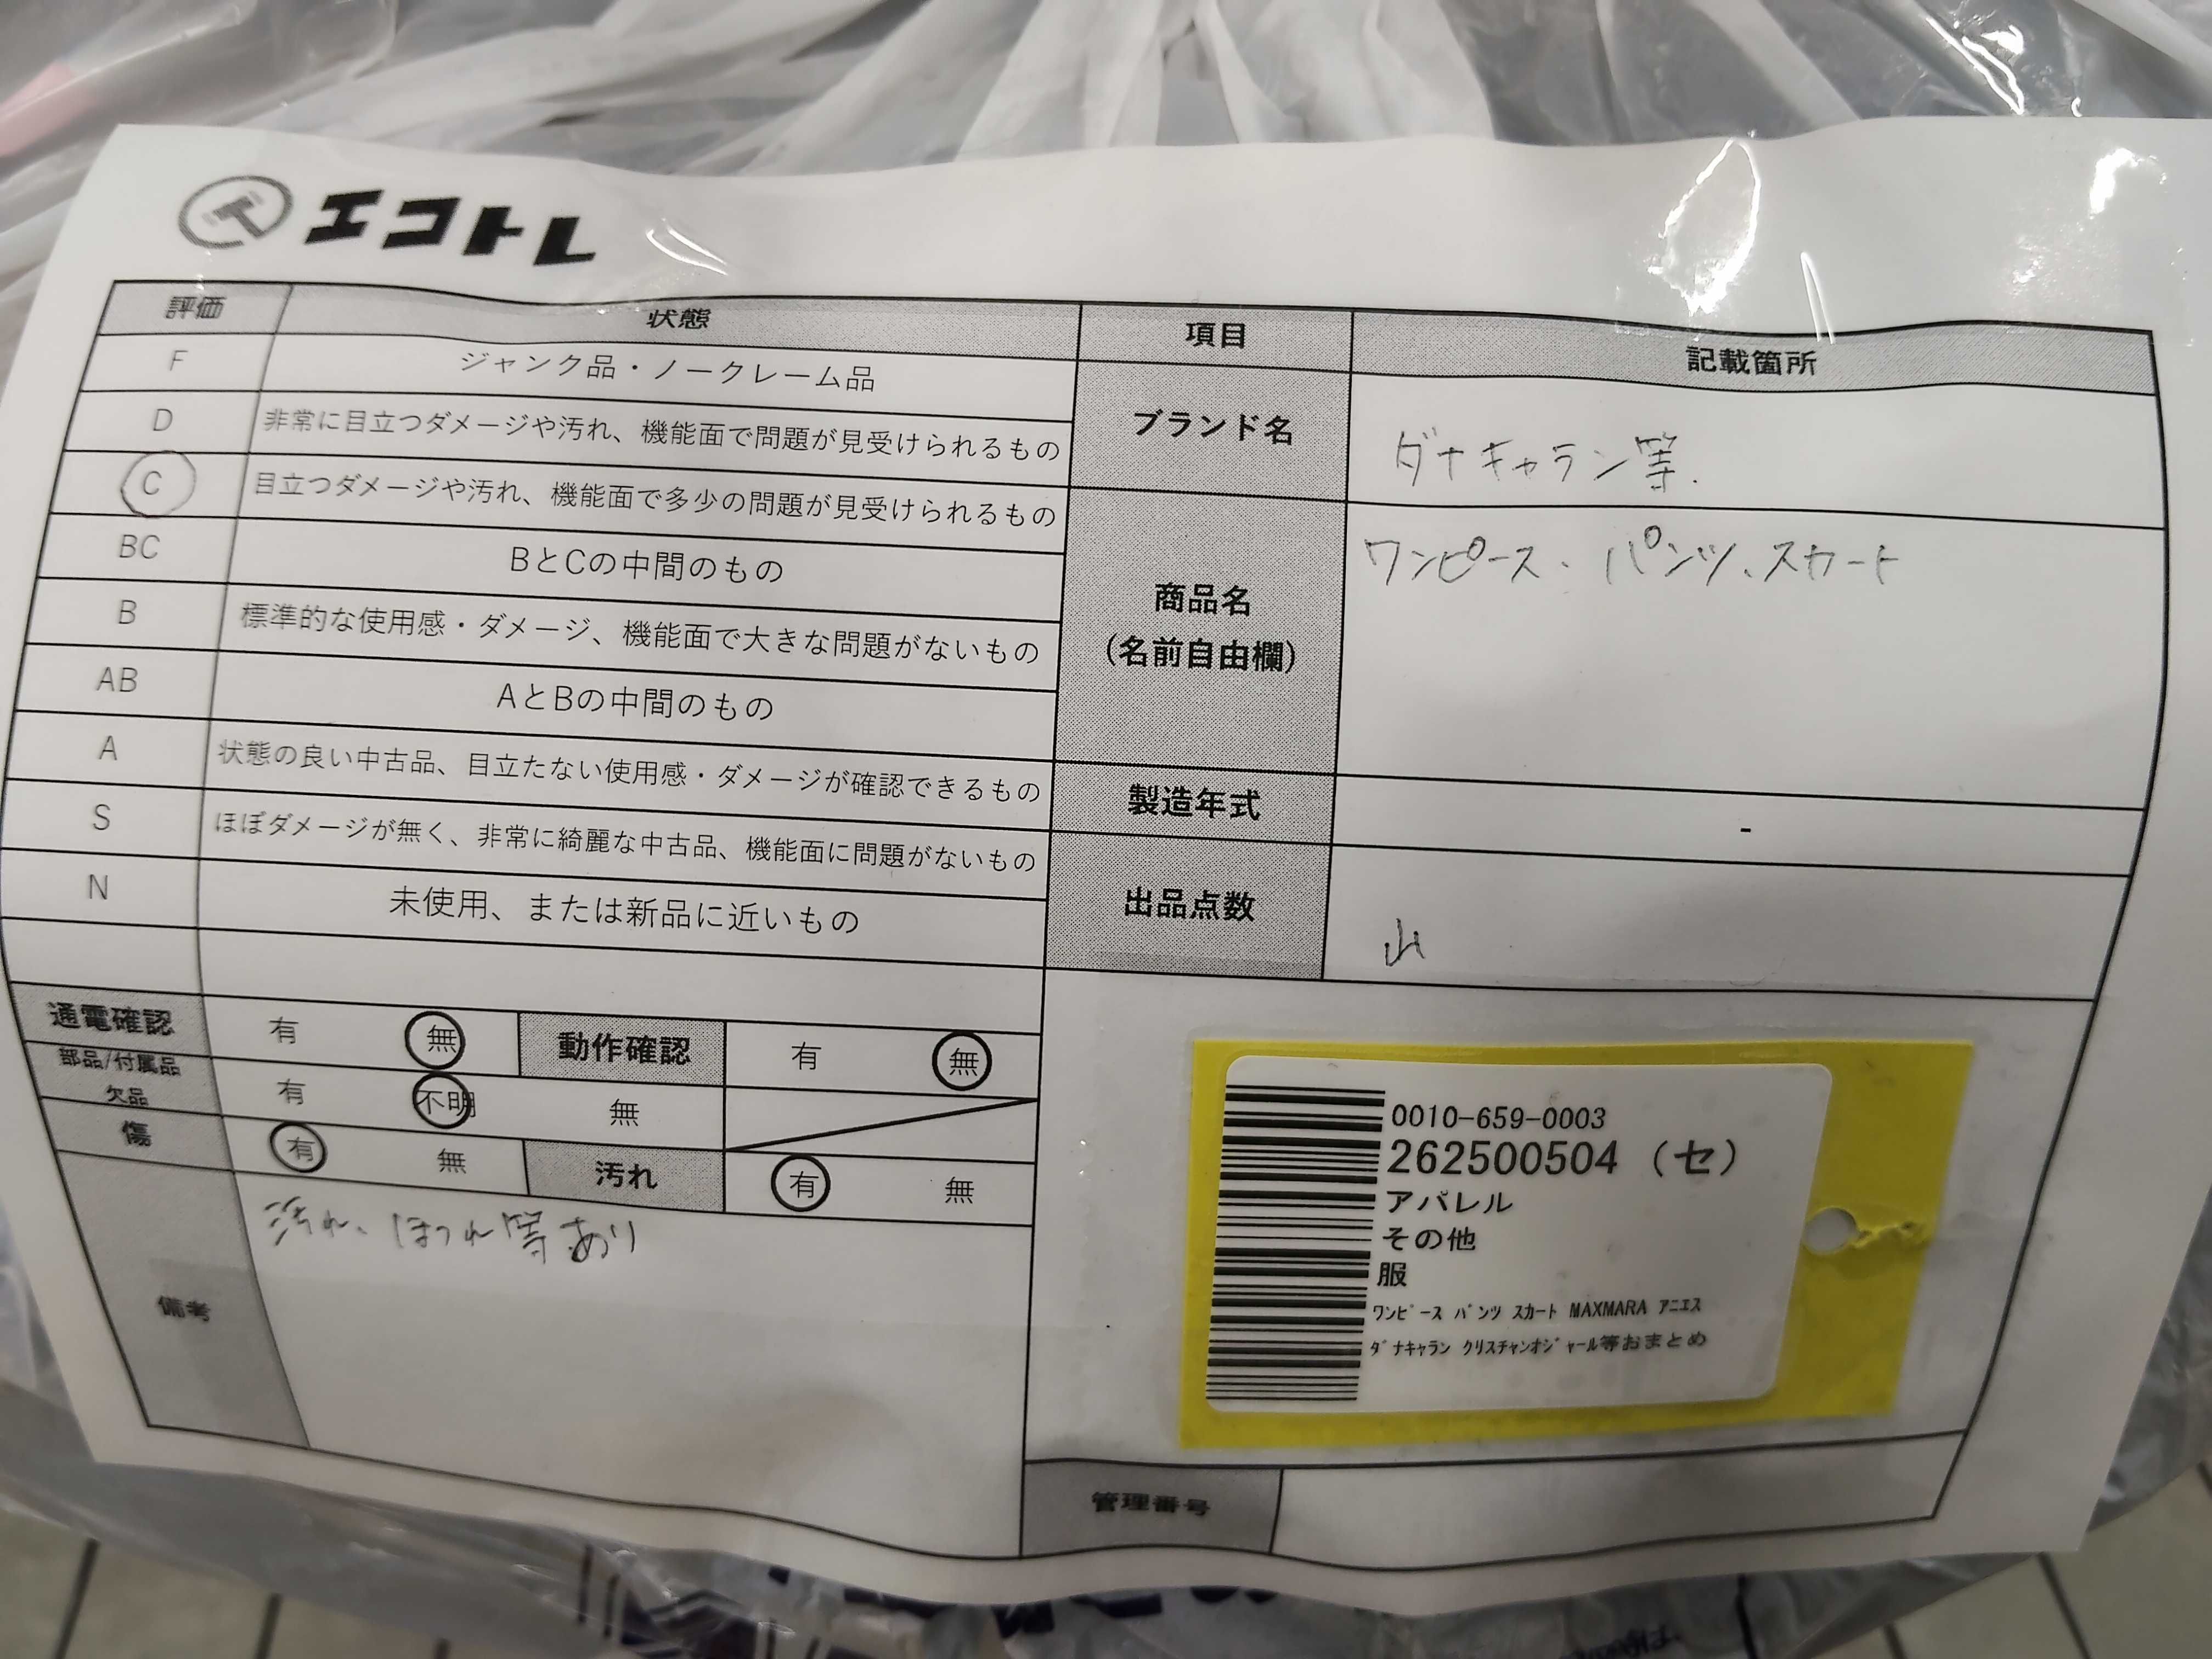 エコトレ
評価 状態 項目 記載箇所
F ジャンク品・ノークレーム品
D 非常に目立つダメージや汚れ、機能面で問題が見受けられるもの
C 目立つダメージや汚れ、機能面で多少の問題が見受けられるもの
BC BとCの中間のもの
B 標準的な使用感・ダメージ、機能面で大きな問題がないもの
AB AとBの中間のもの
A 状態の良い中古品、目立たない使用感・ダメージが確認できるもの
S ほぼダメージが無く、非常に綺麗な中古品、機能面に問題がないもの
N 未使用、または新品に近いもの
ブランド名 ダナキャラン等.
商品名
(名前自由欄)
ワンピース、パンツ、スカート
製造年式 -
出品点数 山
通電確認 有 無 動作確認 有 無
部品/付属品
欠品
有 不明 無
傷 有 無 汚れ 有 無
備考 汚れ、ほつれ等あり
0010-659-0003
262500504 (セ)
アパレル
その他
服
ワンピース パンツ スカート MAXMARA アニエス
ダナキャラン クリスチャンオジャール等おまとめ
管理番号